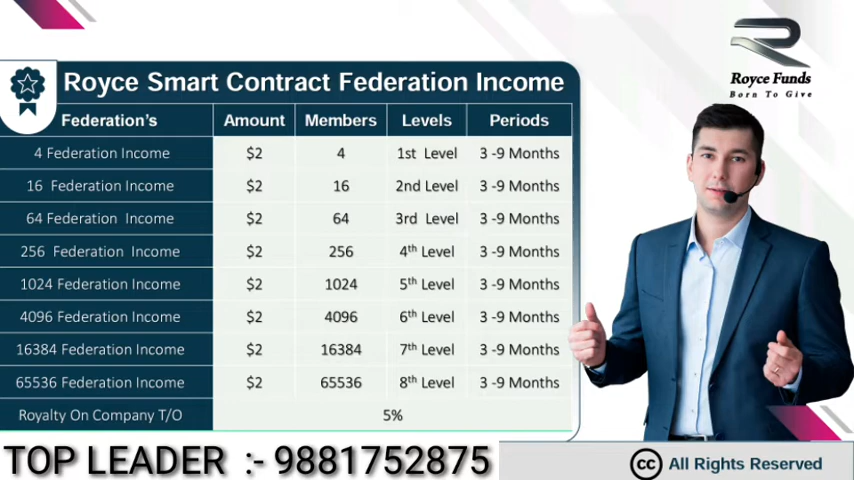 Royce Funds
Born To Give
Royce Smart Contract Federation Income
Federation's Amount Members Levels Periods
4 Federation Income $2 4 1st Level 3 -9 Months
16 Federation Income $2 16 2nd Level 3 -9 Months
64 Federation Income $2 64 3rd Level 3 -9 Months
256 Federation Income $2 256 4th Level 3 -9 Months
1024 Federation Income $2 1024 5th Level 3 -9 Months
4096 Federation Income $2 4096 6th Level 3 -9 Months
16384 Federation Income $2 16384 7th Level 3 -9 Months
65536 Federation Income $2 65536 8th Level 3 -9 Months
Royalty On Company T/O 5%
TOP LEADER :- 9881752875
cc All Rights Reserved